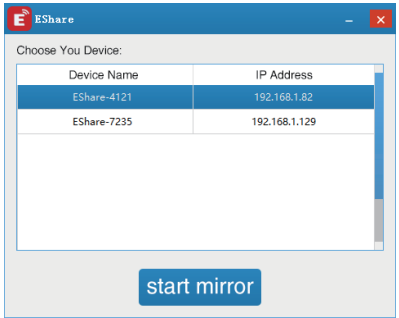 E EShare
Choose You Device:
Device Name IP Address
EShare-4121 192.168.1.82
EShare-7235 192.168.1.129
start mirror